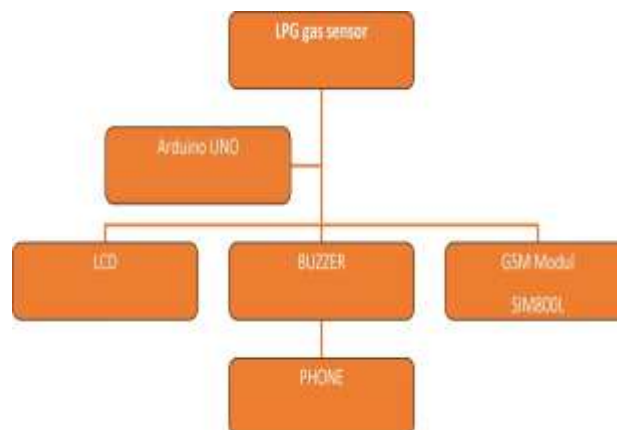 LPG gas sensor
Arduino UNO
LCD
BUZZER
GSM Modul
SIM800L
PHONE